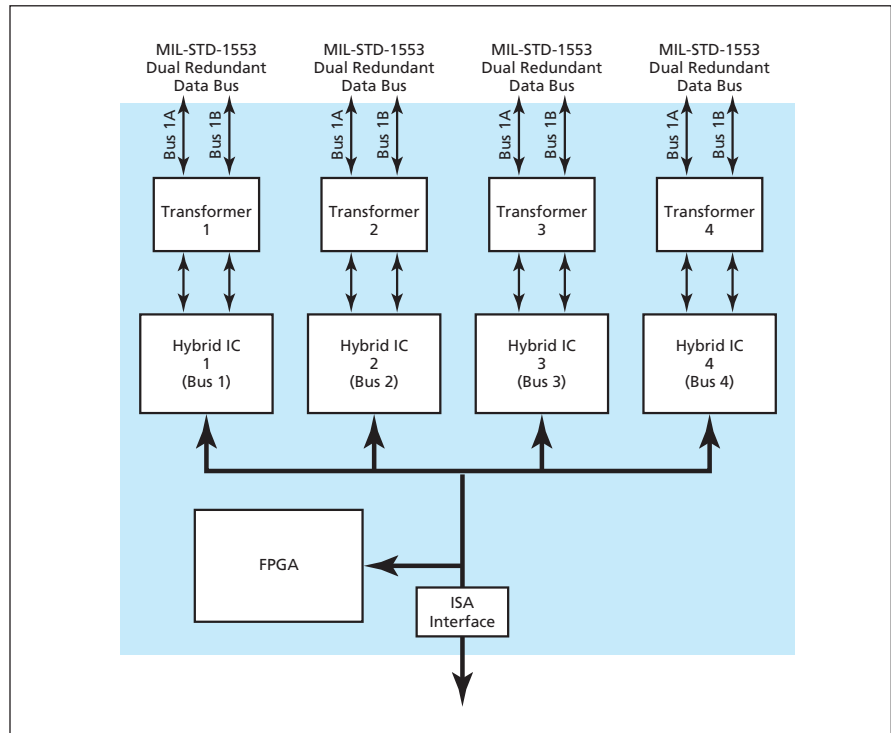 MIL-STD-1553
Dual Redundant
Data Bus
MIL-STD-1553
Dual Redundant
Data Bus
MIL-STD-1553
Dual Redundant
Data Bus
MIL-STD-1553
Dual Redundant
Data Bus
Bus 1A
Bus 1B
Bus 1A
Bus 1B
Bus 1A
Bus 1B
Bus 1A
Bus 1B
Transformer
1
Transformer
2
Transformer
3
Transformer
4
Hybrid IC
1
(Bus 1)
Hybrid IC
2
(Bus 2)
Hybrid IC
3
(Bus 3)
Hybrid IC
4
(Bus 4)
FPGA
ISA
Interface